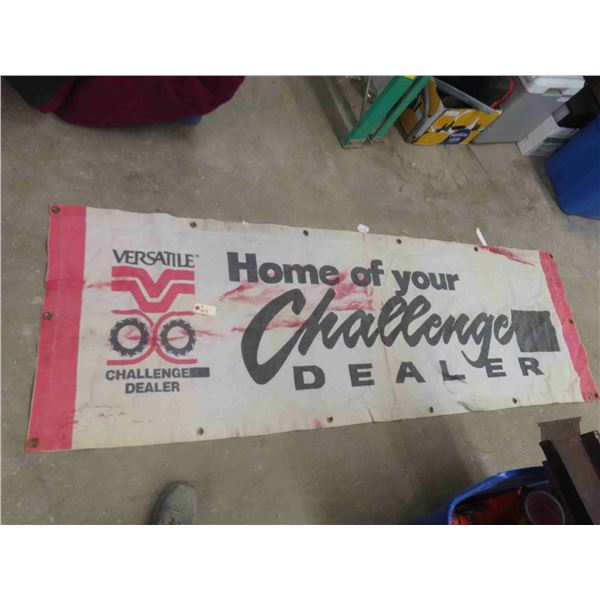 VERSATILE®
CHALLENGE
DEALER
Home of your
Challenge
DEALER